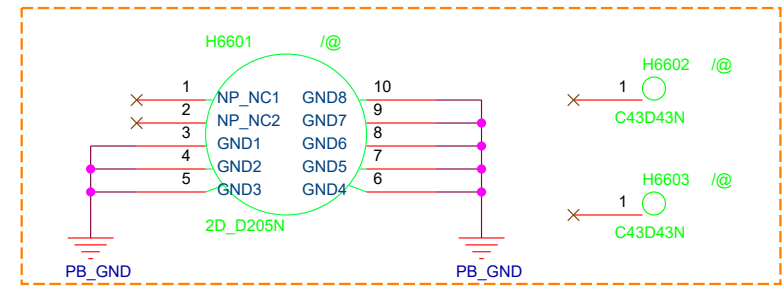 H6601 /@
1 NP_NC1 GND8 10
2 NP_NC2 GND7 9
3 GND1 GND6 8
4 GND2 GND5 7
5 GND3 GND4 6
2D_D205N
PB_GND PB_GND
H6602 /@
1
C43D43N
H6603 /@
1
C43D43N